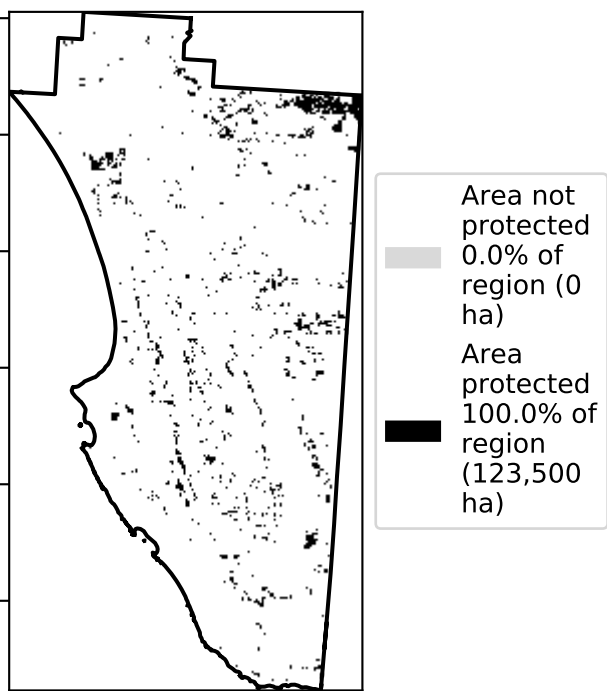 Area not
protected
0.0% of
region (0
ha)
Area
protected
100.0% of
region
(123,500
ha)